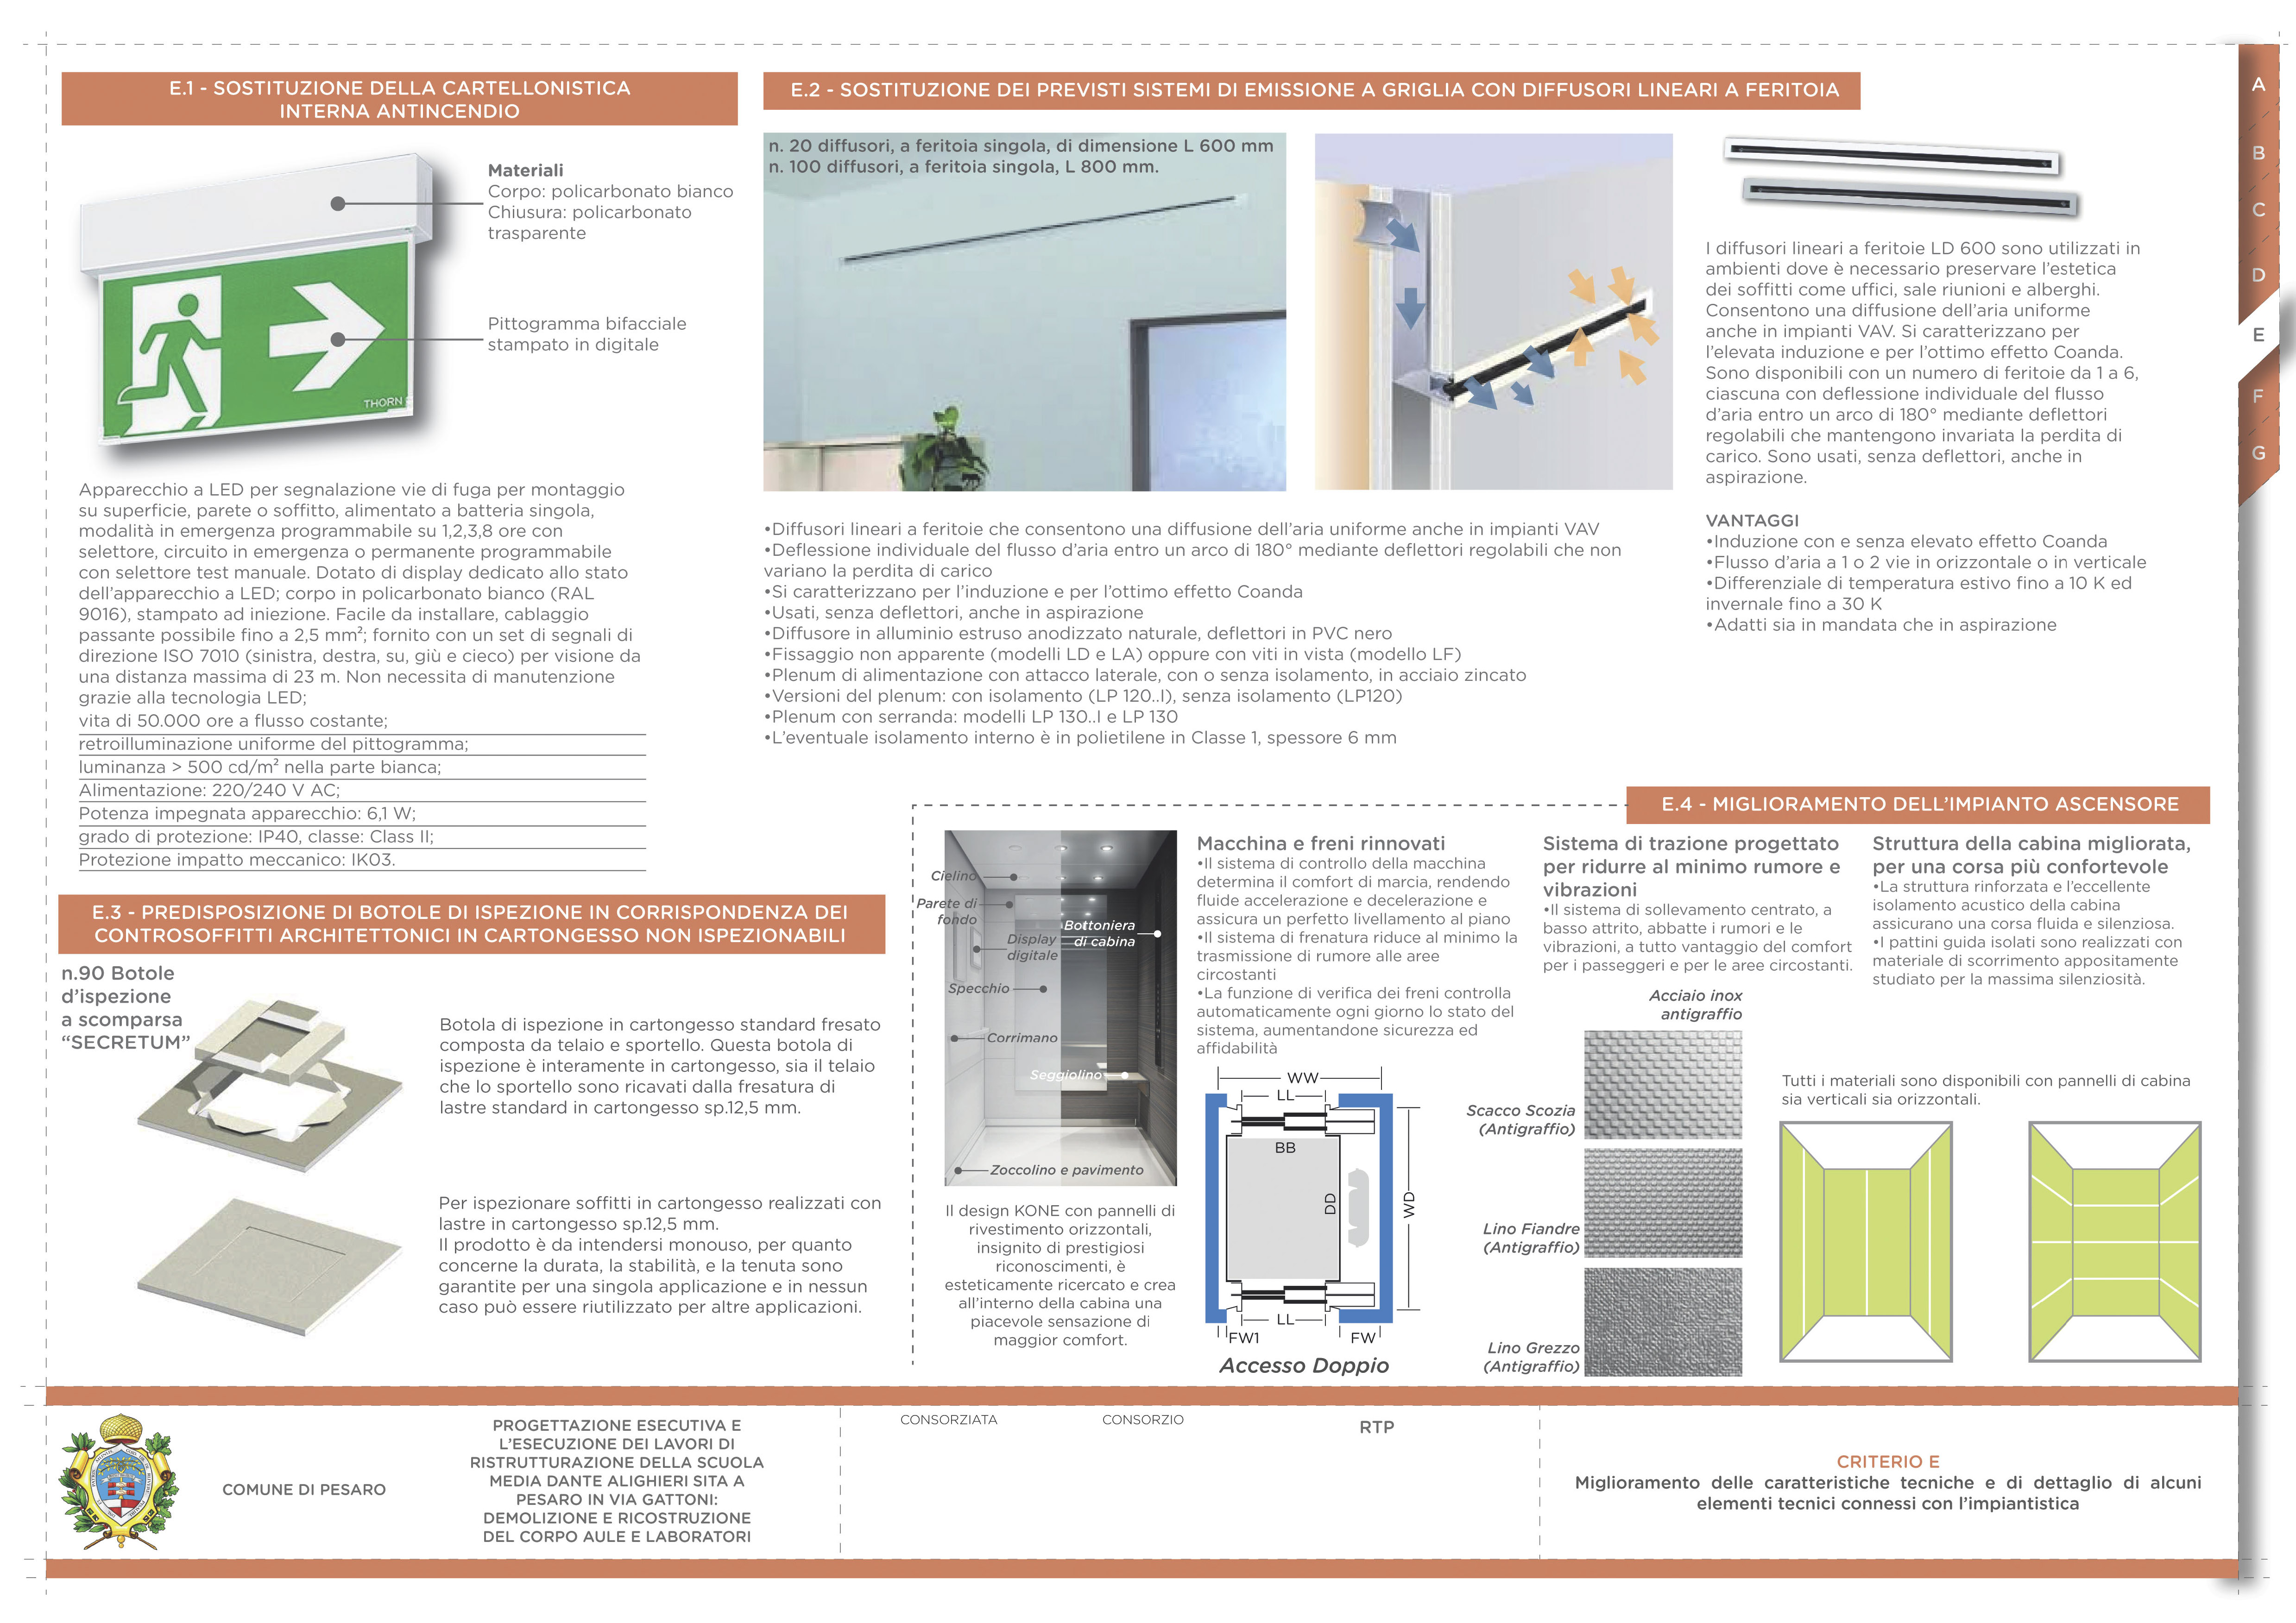 E.1 - SOSTITUZIONE DELLA CARTELLONISTICA
INTERNA ANTINCENDIO
Materiali
Corpo: policarbonato bianco
Chiusura: policarbonato
trasparente
Pittogramma bifacciale
stampato in digitale
THORN
Apparecchio a LED per segnalazione vie di fuga per montaggio
su superficie, parete o soffitto, alimentato a batteria singola,
modalità in emergenza programmabile su 1,2,3,8 ore con
selettore, circuito in emergenza o permanente programmabile
con selettore test manuale. Dotato di display dedicato allo stato
dell'apparecchio a LED; corpo in policarbonato bianco (RAL
9016), stampato ad iniezione. Facile da installare, cablaggio
passante possibile fino a 2,5 mm²; fornito con un set di segnali di
direzione ISO 7010 (sinistra, destra, su, giù e cieco) per visione da
una distanza massima di 23 m. Non necessita di manutenzione
grazie alla tecnologia LED;
vita di 50.000 ore a flusso costante;
retroilluminazione uniforme del pittogramma;
luminanza > 500 cd/m² nella parte bianca;
Alimentazione: 220/240 V AC;
Potenza impegnata apparecchio: 6,1 W;
grado di protezione: IP40, classe: Class II;
Protezione impatto meccanico: IK03.
E.2 - SOSTITUZIONE DEI PREVISTI SISTEMI DI EMISSIONE A GRIGLIA CON DIFFUSORI LINEARI A FERITOIA
n. 20 diffusori, a feritoia singola, di dimensione L 600 mm
n. 100 diffusori, a feritoia singola, L 800 mm.
•Diffusori lineari a feritoie che consentono una diffusione dell'aria uniforme anche in impianti VAV
•Deflessione individuale del flusso d'aria entro un arco di 180° mediante deflettori regolabili che non
variano la perdita di carico
•Si caratterizzano per l'induzione e per l'ottimo effetto Coanda
•Usati, senza deflettori, anche in aspirazione
•Diffusore in alluminio estruso anodizzato naturale, deflettori in PVC nero
•Fissaggio non apparente (modelli LD e LA) oppure con viti in vista (modello LF)
•Plenum di alimentazione con attacco laterale, con o senza isolamento, in acciaio zincato
•Versioni del plenum: con isolamento (LP 120..I), senza isolamento (LP120)
•Plenum con serranda: modelli LP 130..I e LP 130
•L'eventuale isolamento interno è in polietilene in Classe 1, spessore 6 mm
I diffusori lineari a feritoie LD 600 sono utilizzati in
ambienti dove è necessario preservare l'estetica
dei soffitti come uffici, sale riunioni e alberghi.
Consentono una diffusione dell'aria uniforme
anche in impianti VAV. Si caratterizzano per
l'elevata induzione e per l'ottimo effetto Coanda.
Sono disponibili con un numero di feritoie da 1 a 6,
ciascuna con deflessione individuale del flusso
d'aria entro un arco di 180° mediante deflettori
regolabili che mantengono invariata la perdita di
carico. Sono usati, senza deflettori, anche in
aspirazione.
VANTAGGI
•Induzione con e senza elevato effetto Coanda
•Flusso d'aria a 1 o 2 vie in orizzontale o in verticale
•Differenziale di temperatura estivo fino a 10 K ed
invernale fino a 30 K
•Adatti sia in mandata che in aspirazione
A
B
C
D
E
F
G
E.3 - PREDISPOSIZIONE DI BOTOLE DI ISPEZIONE IN CORRISPONDENZA DEI
CONTROSOFFITTI ARCHITETTONICI IN CARTONGESSO NON ISPEZIONABILI
n.90 Botole
d'ispezione
a scomparsa
“SECRETUM”
Botola di ispezione in cartongesso standard fresato
composta da telaio e sportello. Questa botola di
ispezione è interamente in cartongesso, sia il telaio
che lo sportello sono ricavati dalla fresatura di
lastre standard in cartongesso sp.12,5 mm.
Per ispezionare soffitti in cartongesso realizzati con
lastre in cartongesso sp.12,5 mm.
Il prodotto è da intendersi monouso, per quanto
concerne la durata, la stabilità, e la tenuta sono
garantite per una singola applicazione e in nessun
caso può essere riutilizzato per altre applicazioni.
E.4 - MIGLIORAMENTO DELL'IMPIANTO ASCENSORE
Cielino
Parete di
fondo
Display
digitale
Bottoniera
di cabina
Specchio
Corrimano
Seggiolino
Zoccolino e pavimento
Il design KONE con pannelli di
rivestimento orizzontali,
insignito di prestigiosi
riconoscimenti, è
esteticamente ricercato e crea
all'interno della cabina una
piacevole sensazione di
maggior comfort.
Macchina e freni rinnovati
•Il sistema di controllo della macchina
determina il comfort di marcia, rendendo
fluide accelerazione e decelerazione e
assicura un perfetto livellamento al piano
•Il sistema di frenatura riduce al minimo la
trasmissione di rumore alle aree
circostanti
•La funzione di verifica dei freni controlla
automaticamente ogni giorno lo stato del
sistema, aumentandone sicurezza ed
affidabilità
WW
LL
BB
DD
WD
LL
FW1
FW
Accesso Doppio
Sistema di trazione progettato
per ridurre al minimo rumore e
vibrazioni
•Il sistema di sollevamento centrato, a
basso attrito, abbatte i rumori e le
vibrazioni, a tutto vantaggio del comfort
per i passeggeri e per le aree circostanti.
Acciaio inox
antigraffio
Scacco Scozia
(Antigraffio)
Lino Fiandre
(Antigraffio)
Lino Grezzo
(Antigraffio)
Struttura della cabina migliorata,
per una corsa più confortevole
•La struttura rinforzata e l'eccellente
isolamento acustico della cabina
assicurano una corsa fluida e silenziosa.
•I pattini guida isolati sono realizzati con
materiale di scorrimento appositamente
studiato per la massima silenziosità.
Tutti i materiali sono disponibili con pannelli di cabina
sia verticali sia orizzontali.
COMUNE DI PESARO
PROGETTAZIONE ESECUTIVA E
L'ESECUZIONE DEI LAVORI DI
RISTRUTTURAZIONE DELLA SCUOLA
MEDIA DANTE ALIGHIERI SITA A
PESARO IN VIA GATTONI:
DEMOLIZIONE E RICOSTRUZIONE
DEL CORPO AULE E LABORATORI
CONSORZIATA
CONSORZIO
RTP
CRITERIO E
Miglioramento delle caratteristiche tecniche e di dettaglio di alcuni
elementi tecnici connessi con l'impiantistica